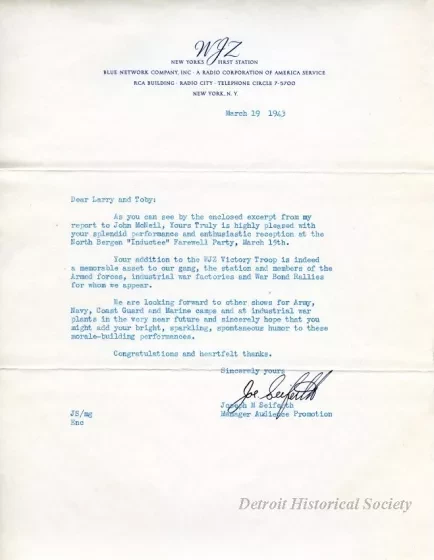 WJZ
NEW YORK'S FIRST STATION
BLUE NETWORK COMPANY, INC · A RADIO CORPORATION OF AMERICA SERVICE
RCA BUILDING · RADIO CITY · TELEPHONE CIRCLE 7-5700
NEW YORK, N. Y.
March 19 1943
Dear Larry and Toby:
As you can see by the enclosed excerpt from my
report to John McNeil, Yours Truly is highly pleased with
your splendid performance and enthusiastic reception at the
North Bergen "Inductee" Farewell Party, March 15th.
Your addition to the WJZ Victory Troop is indeed
a memorable asset to our gang, the station and members of the
Armed forces, industrial war factories and War Bond Rallies
for whom we appear.
We are looking forward to other shows for Army,
Navy, Coast Guard and Marine camps and at industrial war
plants in the very near future and sincerely hope that you
might add your bright, sparkling, spontaneous humor to these
morale-building performances.
Congratulations and heartfelt thanks.
Sincerely yours
Joe Seiferth
Joseph N Seiferth
JS/mg Manager Audience Promotion
Enc
Detroit Historical Society